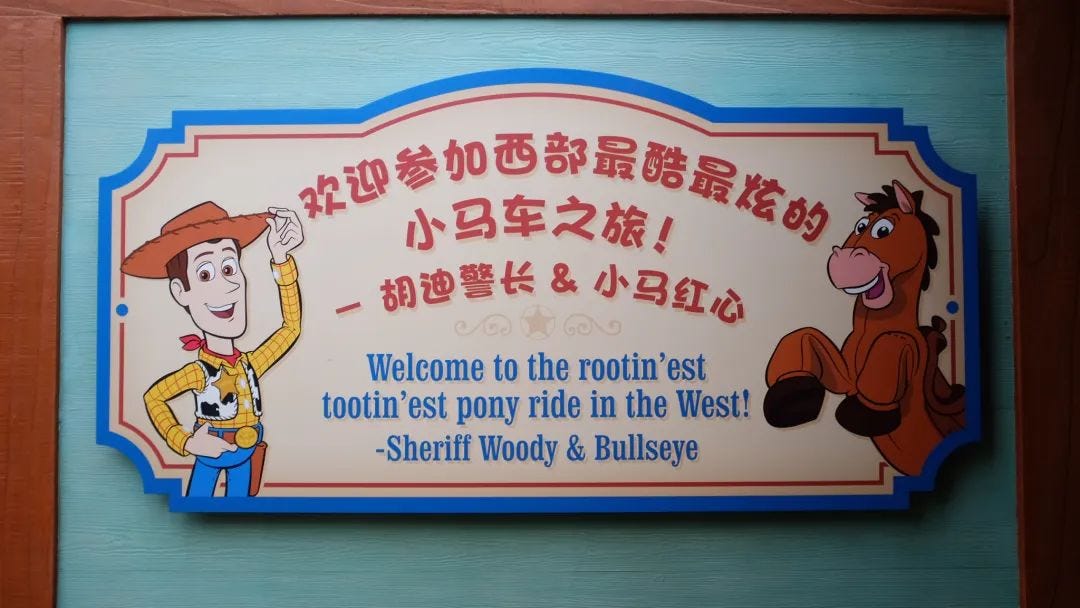 欢迎参加西部最酷最炫的
小马车之旅！
— 胡迪警长 & 小马红心
Welcome to the rootin’est
tootin’est pony ride in the West!
-Sheriff Woody & Bullseye